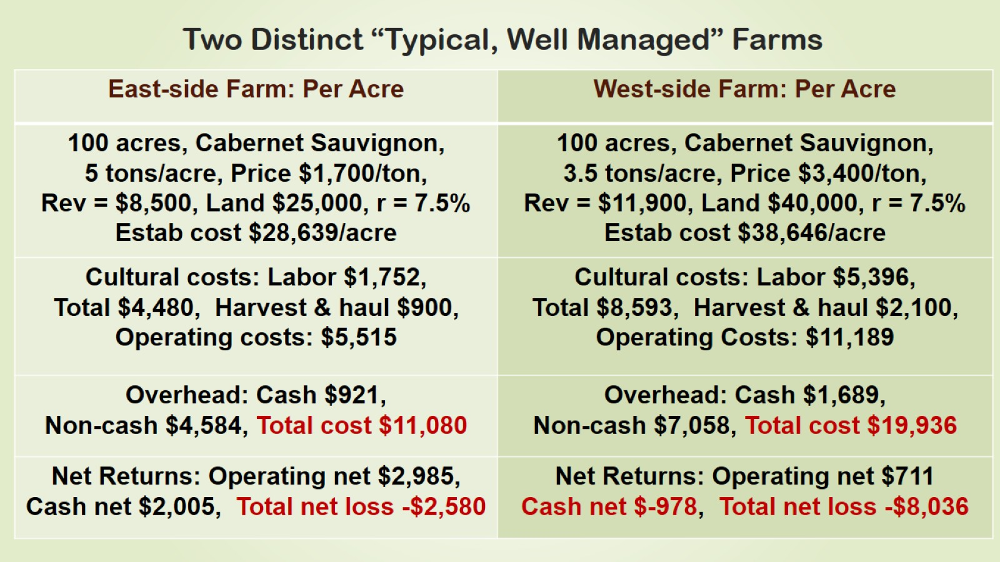 Two Distinct “Typical, Well Managed” Farms
East-side Farm: Per Acre
West-side Farm: Per Acre
100 acres, Cabernet Sauvignon,
5 tons/acre, Price $1,700/ton,
Rev = $8,500, Land $25,000, r = 7.5%
Estab cost $28,639/acre
100 acres, Cabernet Sauvignon,
3.5 tons/acre, Price $3,400/ton,
Rev = $11,900, Land $40,000, r = 7.5%
Estab cost $38,646/acre
Cultural costs: Labor $1,752,
Total $4,480, Harvest & haul $900,
Operating costs: $5,515
Cultural costs: Labor $5,396,
Total $8,593, Harvest & haul $2,100,
Operating Costs: $11,189
Overhead: Cash $921,
Non-cash $4,584, Total cost $11,080
Overhead: Cash $1,689,
Non-cash $7,058, Total cost $19,936
Net Returns: Operating net $2,985,
Cash net $2,005, Total net loss -$2,580
Net Returns: Operating net $711
Cash net $-978, Total net loss -$8,036